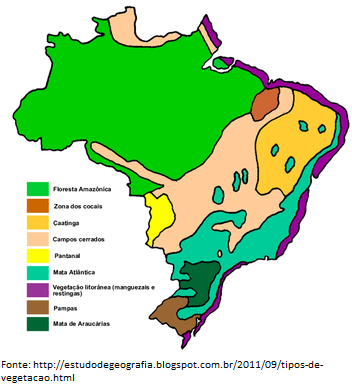 Floresta Amazônica
Zona dos cocais
Caatinga
Campos cerrados
Pantanal
Mata Atlântica
Vegetação litorânea (manguezais e
restingas)
Pampas
Mata de Araucárias
Fonte: http://estudodegeografia.blogspot.com.br/2011/09/tipos-de-
vegetacao.html